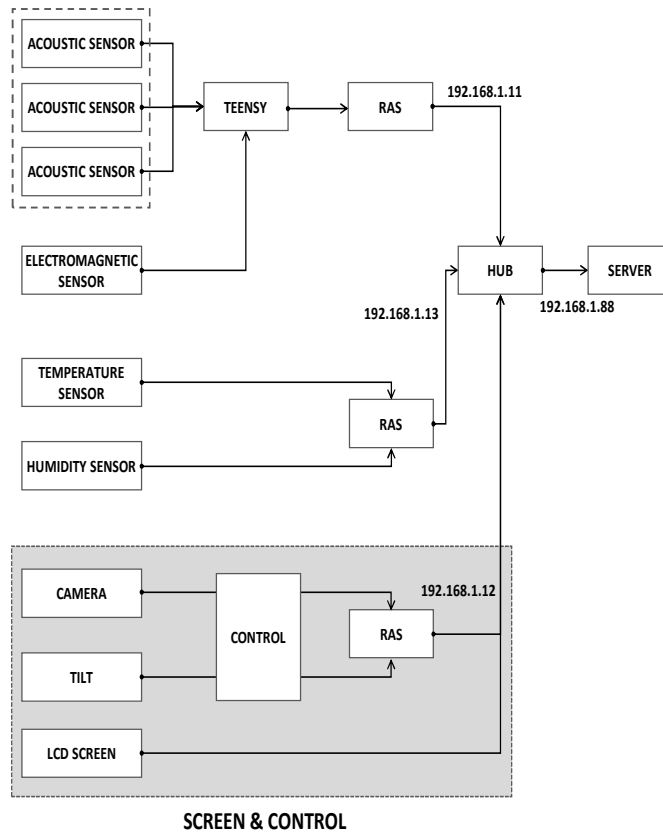 ACOUSTIC SENSOR
ACOUSTIC SENSOR
ACOUSTIC SENSOR
TEENSY
RAS
192.168.1.11
ELECTROMAGNETIC
SENSOR
HUB
SERVER
192.168.1.88
192.168.1.13
TEMPERATURE
SENSOR
RAS
HUMIDITY SENSOR
CAMERA
CONTROL
192.168.1.12
RAS
TILT
LCD SCREEN
SCREEN & CONTROL